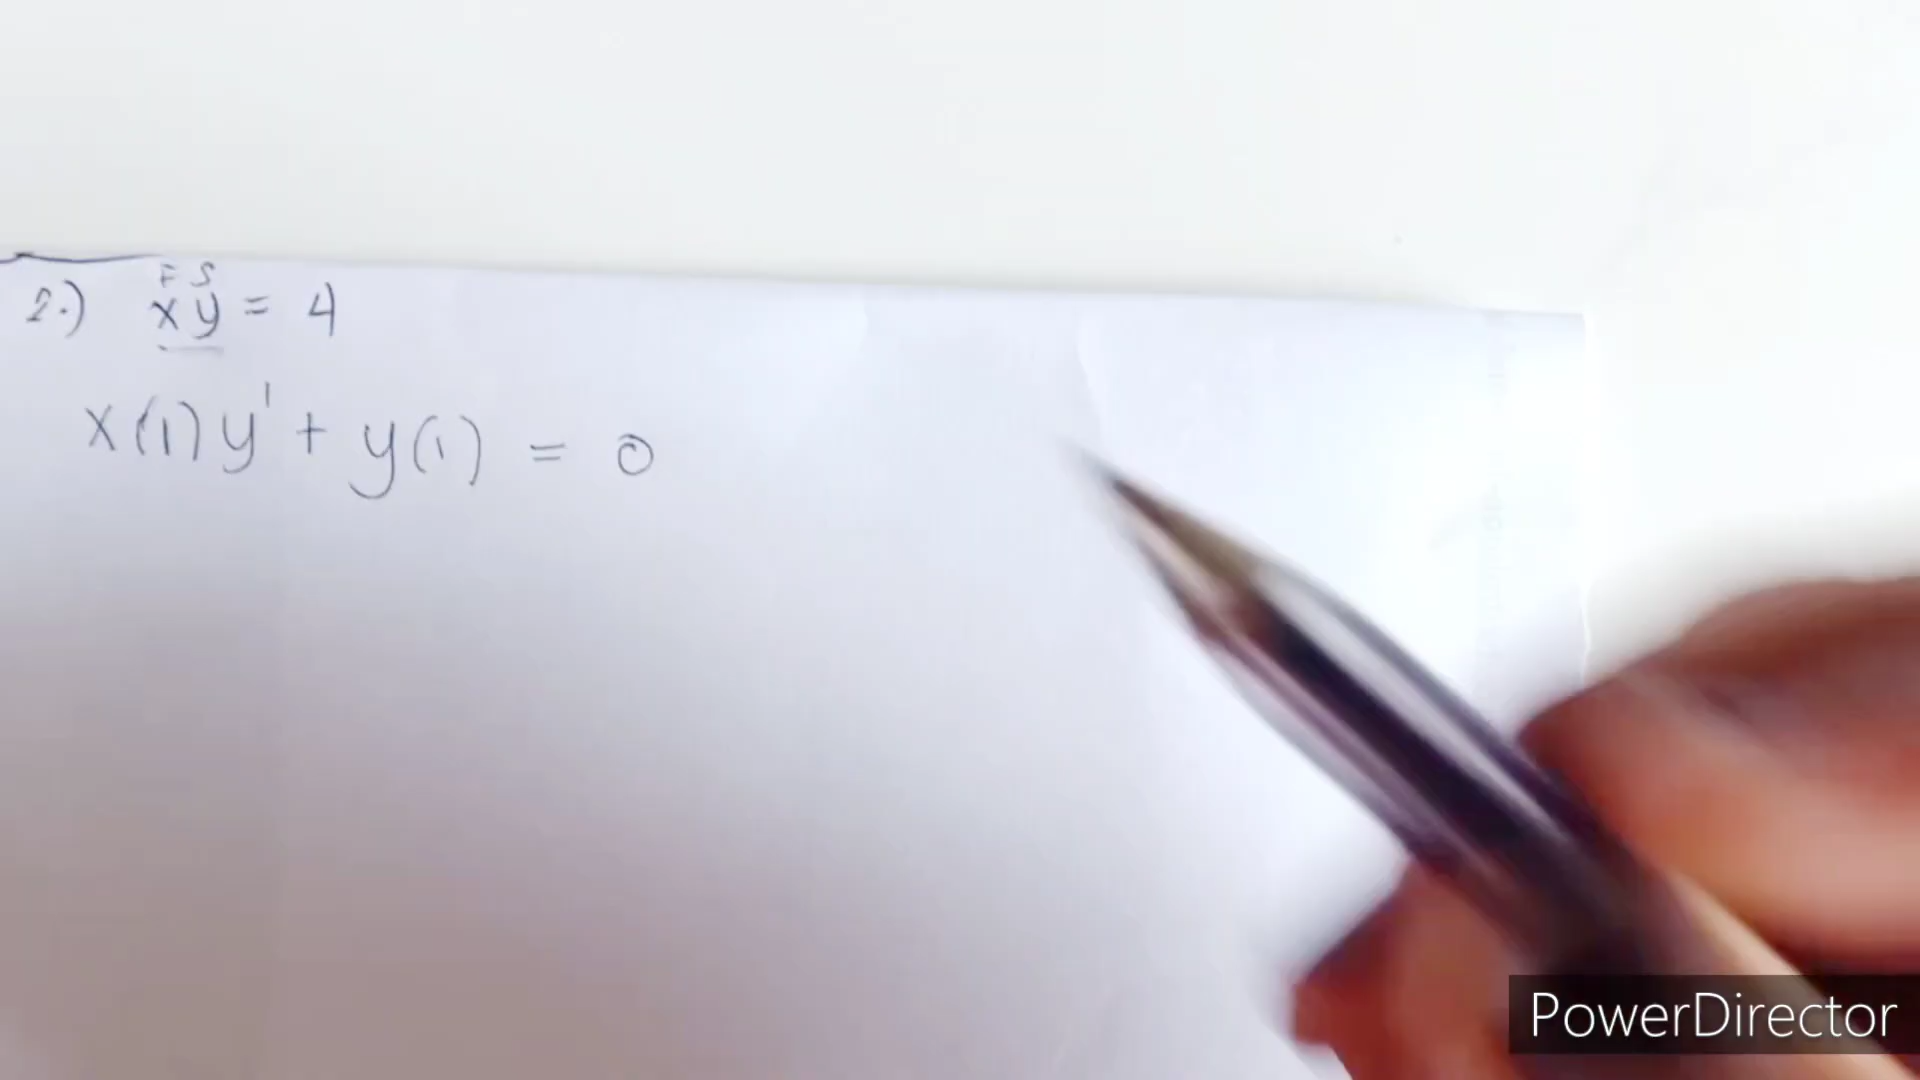 F S
2.) xy = 4
x(1)y' + y(1) = 0
PowerDirector